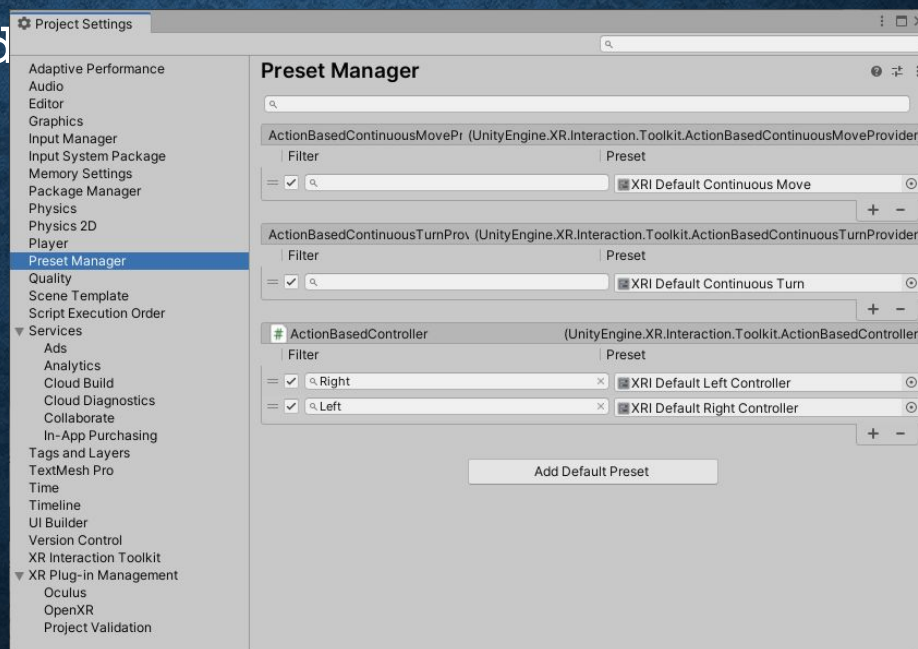 d
Project Settings
Adaptive Performance
Audio
Editor
Graphics
Input Manager
Input System Package
Memory Settings
Package Manager
Physics
Physics 2D
Player
Preset Manager
Quality
Scene Template
Script Execution Order
Services
Ads
Analytics
Cloud Build
Cloud Diagnostics
Collaborate
In-App Purchasing
Tags and Layers
TextMesh Pro
Time
Timeline
UI Builder
Version Control
XR Interaction Toolkit
XR Plug-in Management
Oculus
OpenXR
Project Validation
Preset Manager
ActionBasedContinuousMovePr (UnityEngine.XR.Interaction.Toolkit.ActionBasedContinuousMoveProvider
Filter Preset
XRI Default Continuous Move
+ -
ActionBasedContinuousTurnProv (UnityEngine.XR.Interaction.Toolkit.ActionBasedContinuousTurnProvider
Filter Preset
XRI Default Continuous Turn
+ -
# ActionBasedController (UnityEngine.XR.Interaction.Toolkit.ActionBasedController
Filter Preset
Right × XRI Default Left Controller
Left × XRI Default Right Controller
+ -
Add Default Preset